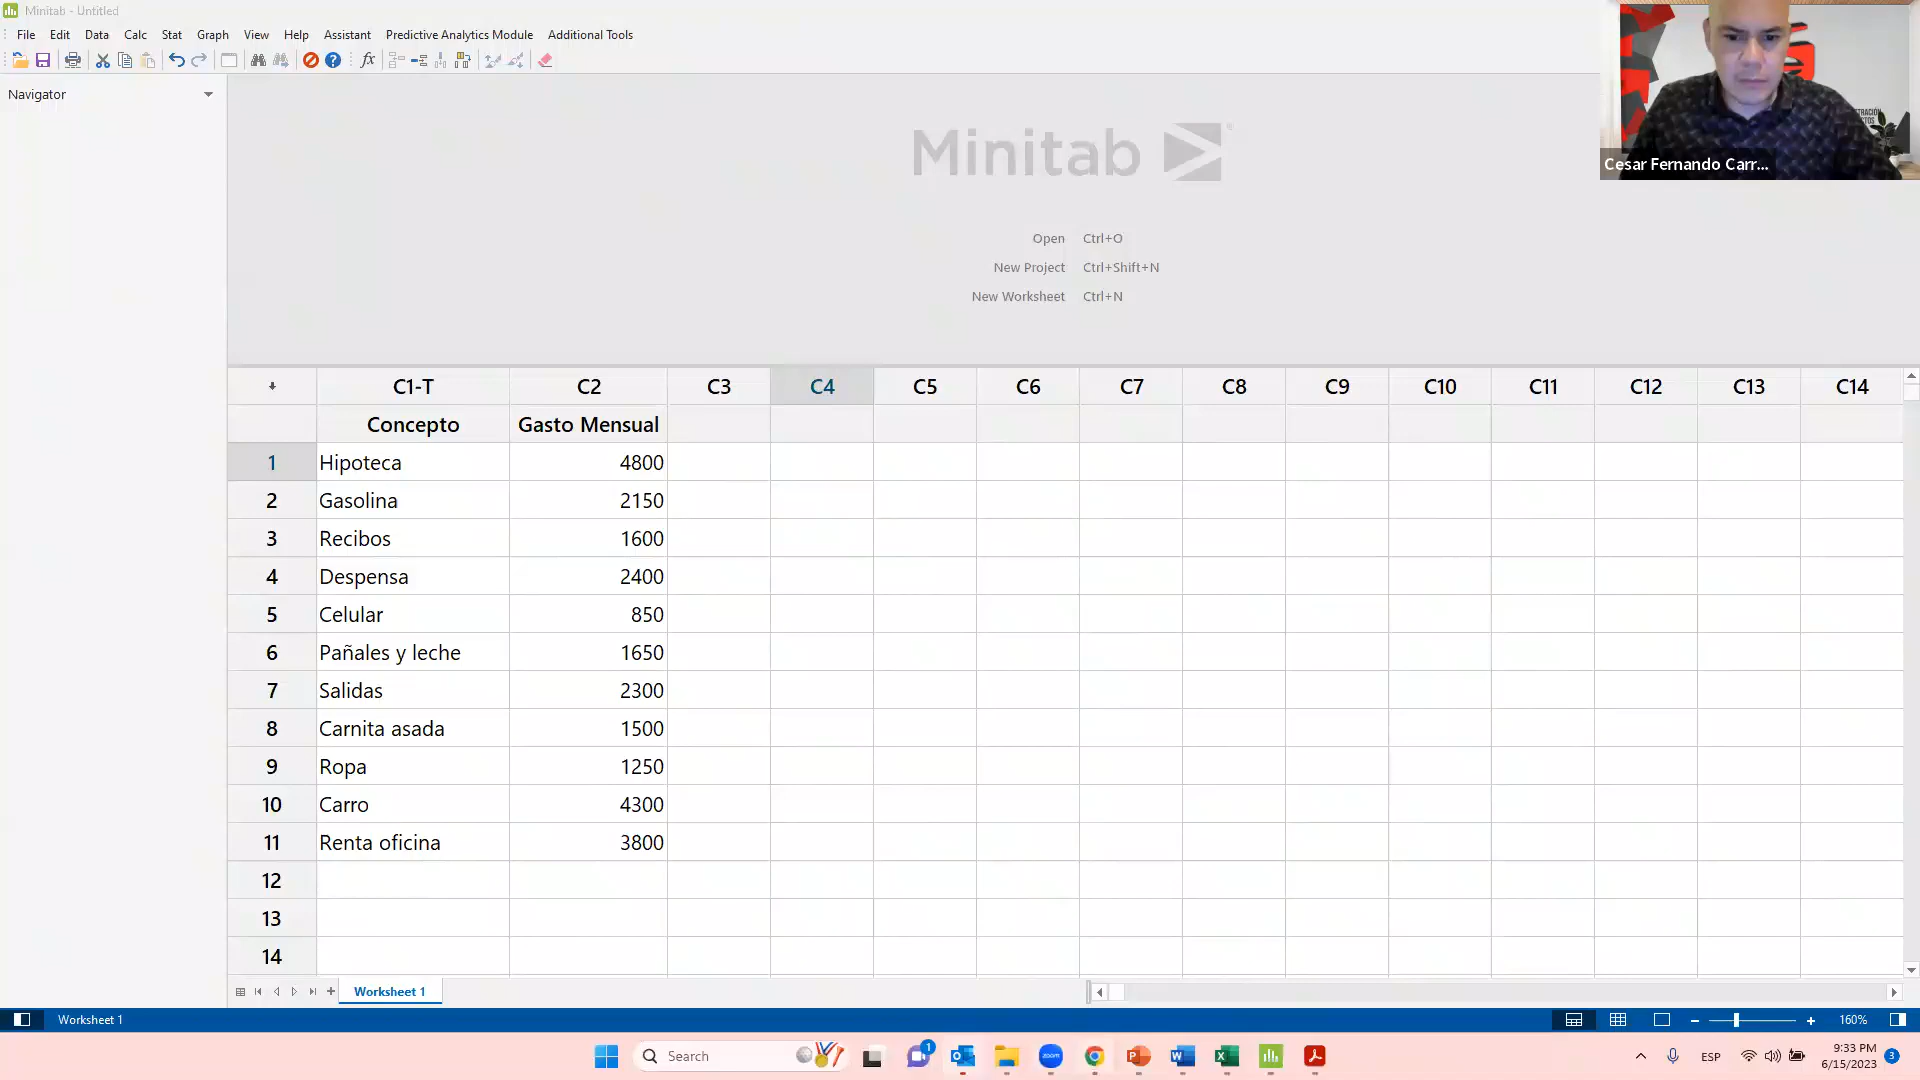 Minitab - Untitled
File Edit Data Calc Stat Graph View Help Assistant Predictive Analytics Module Additional Tools
Navigator
Minitab
Open Ctrl+O
New Project Ctrl+Shift+N
New Worksheet Ctrl+N
Cesar Fernando Carr...
C1-T C2 C3 C4 C5 C6 C7 C8 C9 C10 C11 C12 C13 C14
Concepto Gasto Mensual
1 Hipoteca 4800
2 Gasolina 2150
3 Recibos 1600
4 Despensa 2400
5 Celular 850
6 Pañales y leche 1650
7 Salidas 2300
8 Carnita asada 1500
9 Ropa 1250
10 Carro 4300
11 Renta oficina 3800
12
13
14
Worksheet 1
Worksheet 1 160%
Search 1 zoom ESP 9:33 PM
6/15/2023 3